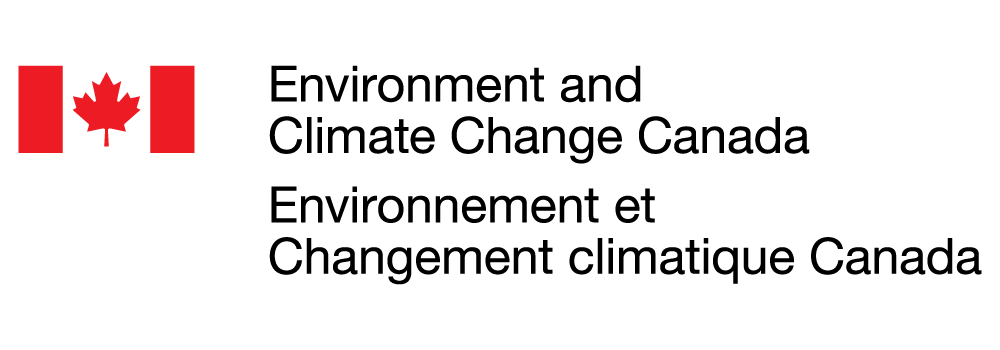 Environment and
Climate Change Canada
Environnement et
Changement climatique Canada